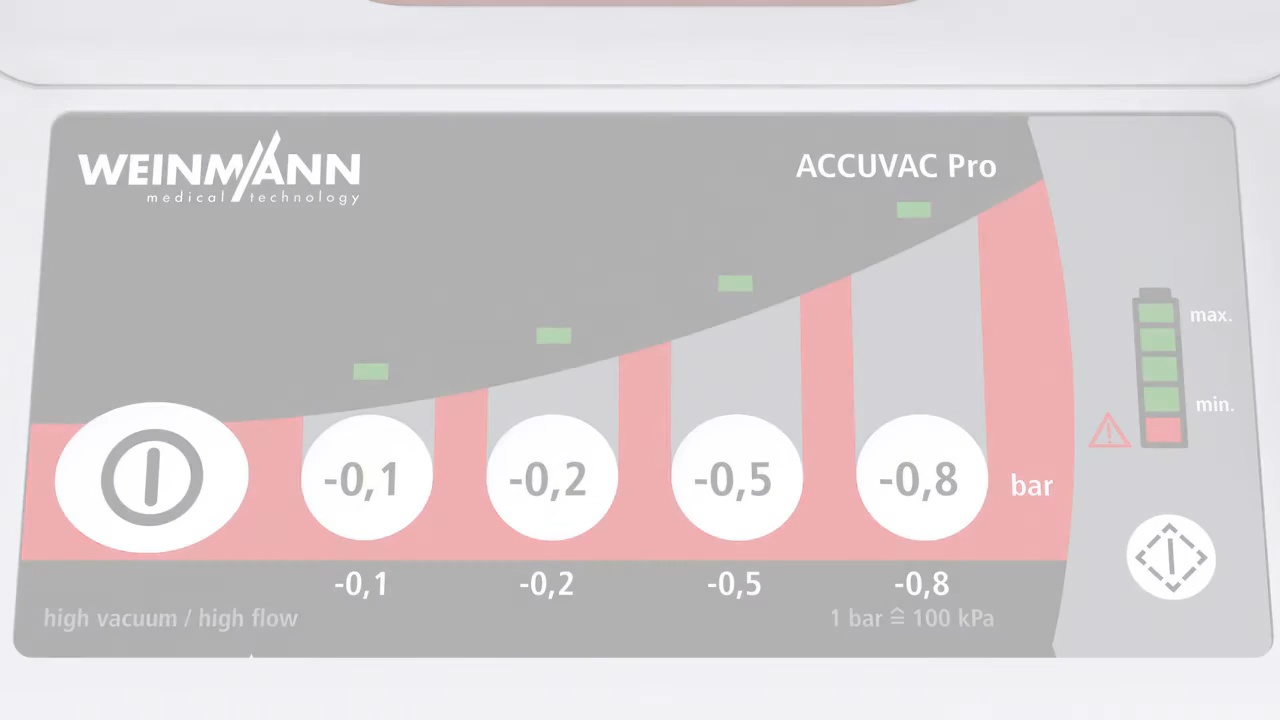 WEINMANN
medical technology
ACCUVAC Pro
max.
min.
-0,1
-0,2
-0,5
-0,8
bar
-0,1
-0,2
-0,5
-0,8
high vacuum / high flow
1 bar ≙ 100 kPa